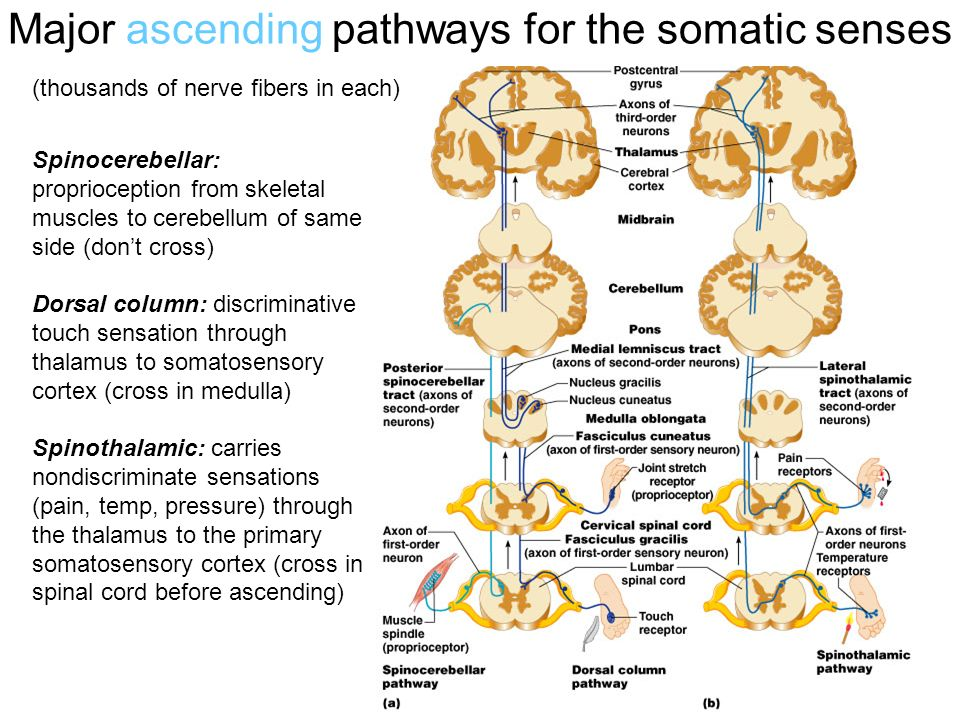 Major ascending pathways for the somatic senses
(thousands of nerve fibers in each)
Spinocerebellar:
proprioception from skeletal
muscles to cerebellum of same
side (don’t cross)
Dorsal column: discriminative
touch sensation through
thalamus to somatosensory
cortex (cross in medulla)
Spinothalamic: carries
nondiscriminate sensations
(pain, temp, pressure) through
the thalamus to the primary
somatosensory cortex (cross in
spinal cord before ascending)
Postcentral
gyrus
Axons of
third-order
neurons
Thalamus
Cerebral
cortex
Midbrain
Cerebellum
Pons
Medial lemniscus tract
(axons of second-order neurons)
Posterior
spinocerebellar
tract (axons of
second-order
neurons)
Nucleus gracilis
Nucleus cuneatus
Medulla oblongata
Fasciculus cuneatus
(axon of first-order sensory neuron)
Joint stretch
receptor
(proprioceptor)
Axon of
first-order
neuron
Cervical spinal cord
Fasciculus gracilis
(axon of first-order sensory neuron)
Lumbar
spinal cord
Muscle
spindle
(proprioceptor)
Touch
receptor
Spinocerebellar
pathway
Dorsal column
pathway
(a)
Lateral
spinothalamic
tract (axons of
second-order
neurons)
Pain
receptors
Axons of first-
order neurons
Temperature
receptors
Spinothalamic
pathway
(b)